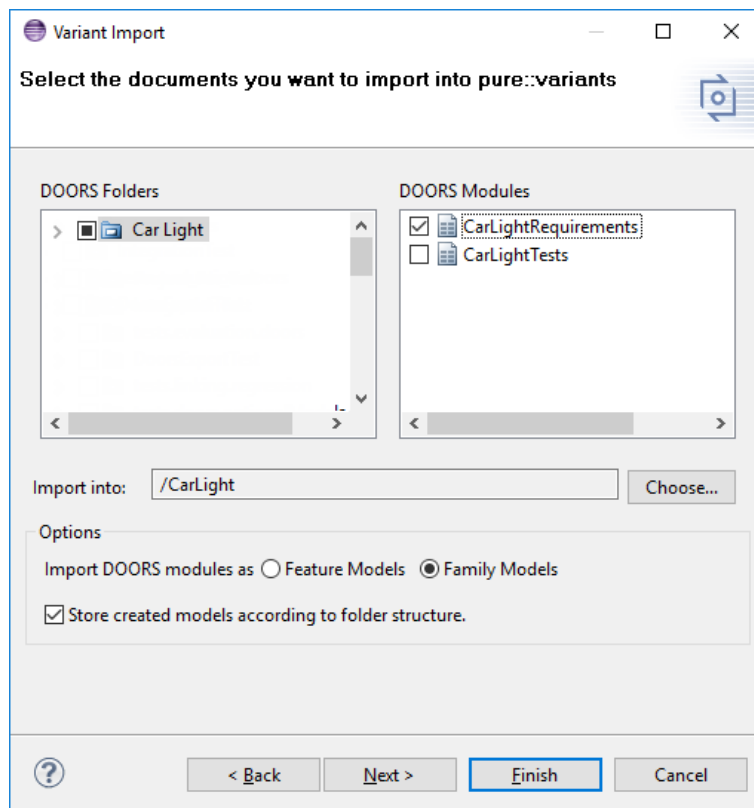 Variant Import
Select the documents you want to import into pure::variants
DOORS Folders
DOORS Modules
Car Light
CarLightRequirements
CarLightTests
Import into:
/CarLight
Choose...
Options
Import DOORS modules as
Feature Models
Family Models
Store created models according to folder structure.
?
< Back
Next >
Finish
Cancel